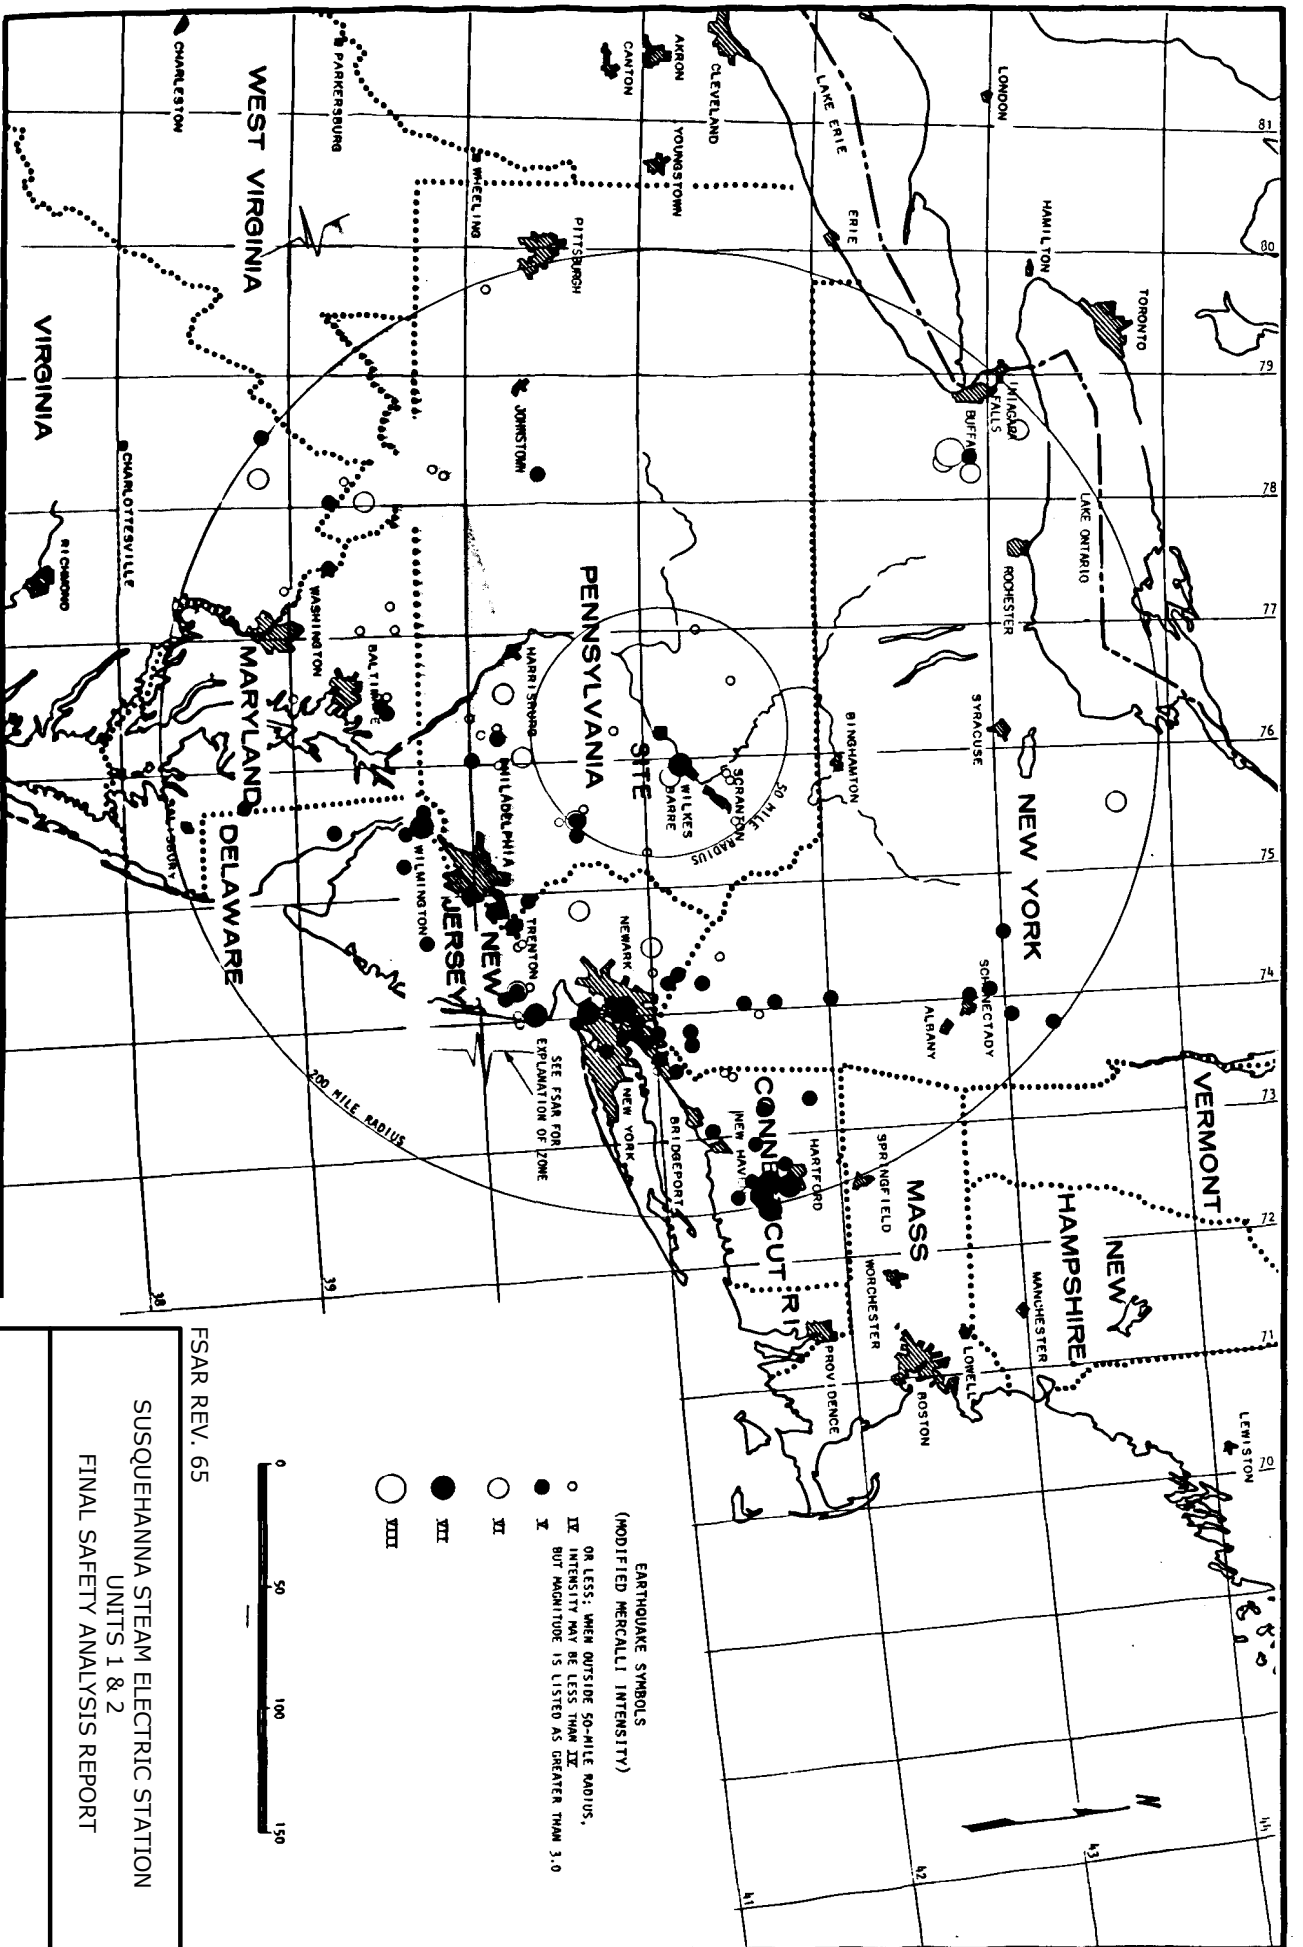 81
80
79
78
77
76
75
74
73
72
71
70
44
43
42
41
39
38
LONDON
HAMILTON
TORONTO
LAKE ERIE
ERIE
CLEVELAND
AKRON
CANTON
YOUNGSTOWN
NIAGARA
FALLS
BUFFALO
LAKE ONTARIO
ROCHESTER
SYRACUSE
NEW YORK
BINGHAMTON
SCHENECTADY
ALBANY
VERMONT
NEW
HAMPSHIRE
MANCHESTER
LEWISTON
LOWELL
BOSTON
MASS
SPRINGFIELD
WORCHESTER
HARTFORD
CONNECTICUT
RI
PROVIDENCE
NEW HAVEN
BRIDGEPORT
NEW YORK
NEWARK
PITTSBURGH
WHEELING
PARKERSBURG
CHARLESTON
WEST VIRGINIA
JOHNSTOWN
PENNSYLVANIA
SITE
WILKES
BARRE
SCRANTON
50 MILE RADIUS
HARRISBURG
PHILADELPHIA
TRENTON
NEW
JERSEY
WILMINGTON
BALTIMORE
WASHINGTON
MARYLAND
DELAWARE
SALISBURY
VIRGINIA
CHARLOTTESVILLE
RICHMOND
200 MILE RADIUS
SEE FSAR FOR
EXPLANATION OF ZONE
N
EARTHQUAKE SYMBOLS
(MODIFIED MERCALLI INTENSITY)
IV OR LESS; WHEN OUTSIDE 50-MILE RADIUS,
INTENSITY MAY BE LESS THAN IV
BUT MAGNITUDE IS LISTED AS GREATER THAN 3.0
V
VI
VII
VIII
0 50 100 150
FSAR REV. 65
SUSQUEHANNA STEAM ELECTRIC STATION
UNITS 1 & 2
FINAL SAFETY ANALYSIS REPORT